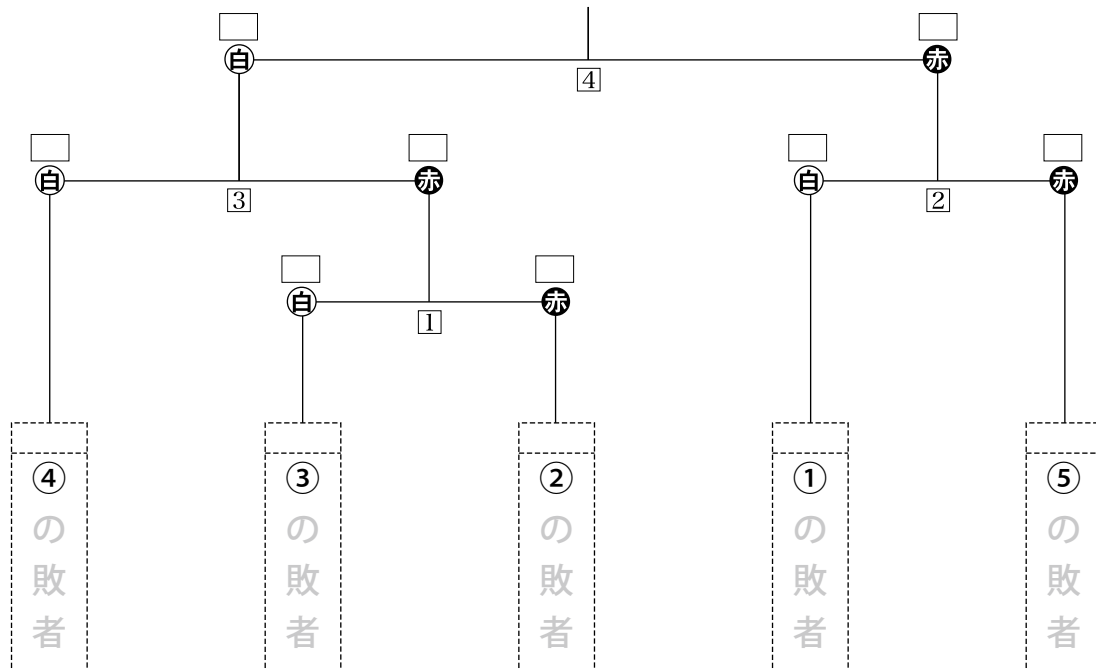 白 赤
4
白 赤 白 赤
3 2
白 赤
1
④の敗者
③の敗者
②の敗者
①の敗者
⑤の敗者